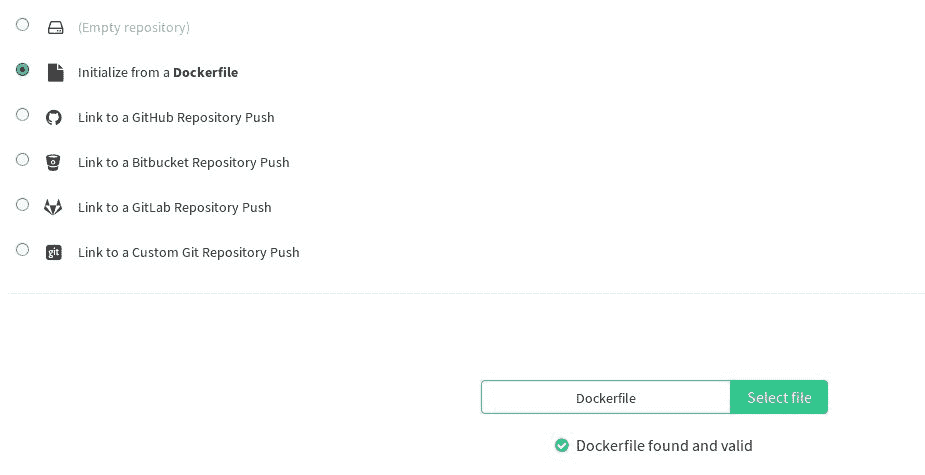 (Empty repository)
Initialize from a Dockerfile
Link to a GitHub Repository Push
Link to a Bitbucket Repository Push
Link to a GitLab Repository Push
git Link to a Custom Git Repository Push
Dockerfile Select file
Dockerfile found and valid